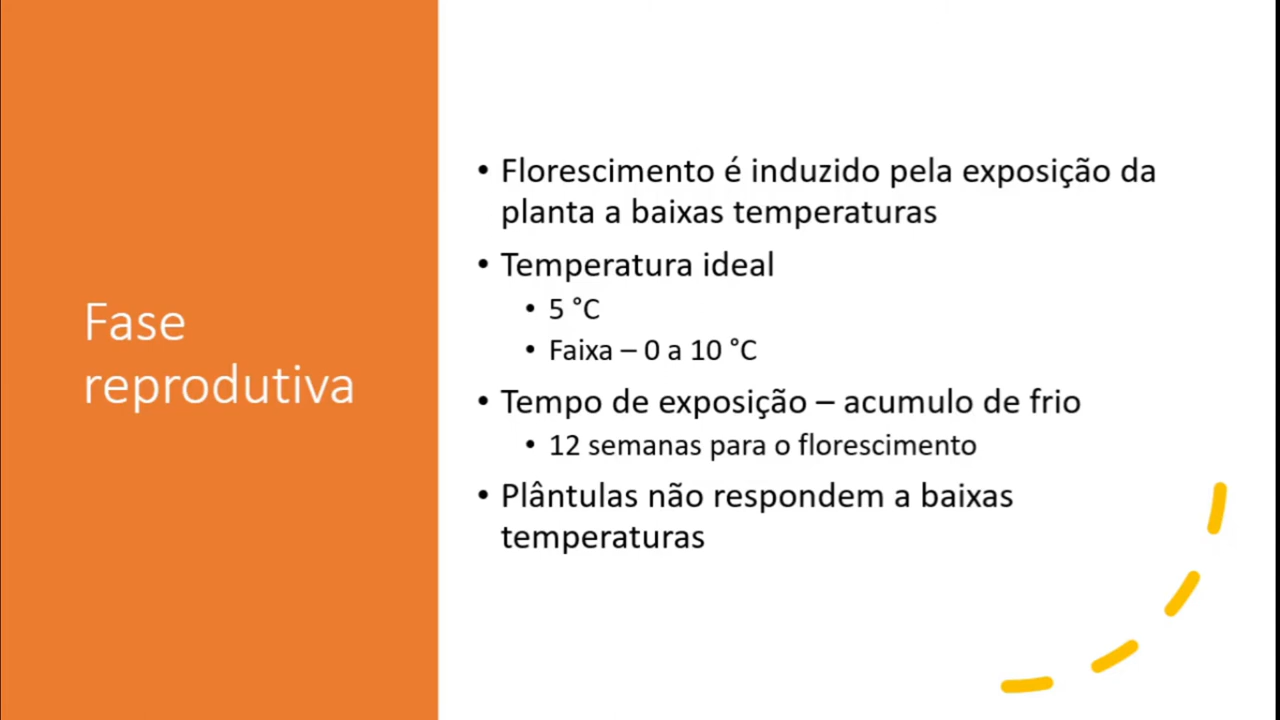 Fase
reprodutiva
• Florescimento é induzido pela exposição da
planta a baixas temperaturas
• Temperatura ideal
• 5 °C
• Faixa – 0 a 10 °C
• Tempo de exposição – acumulo de frio
• 12 semanas para o florescimento
• Plântulas não respondem a baixas
temperaturas